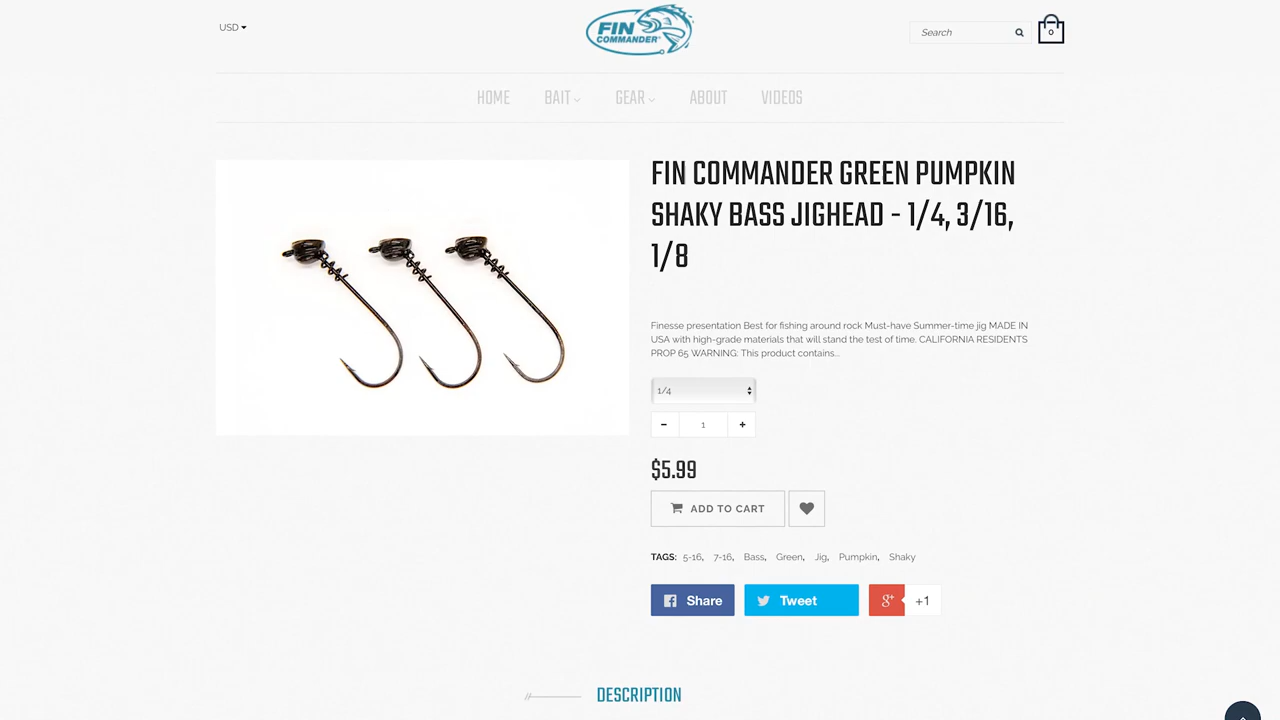 USD
FIN
COMMANDER
Search
0
HOME BAIT GEAR ABOUT VIDEOS
FIN COMMANDER GREEN PUMPKIN
SHAKY BASS JIGHEAD - 1/4, 3/16,
1/8
Finesse presentation Best for fishing around rock Must-have Summer-time jig MADE IN
USA with high-grade materials that will stand the test of time. CALIFORNIA RESIDENTS
PROP 65 WARNING: This product contains...
1/4
- 1 +
$5.99
ADD TO CART
TAGS: 5-16, 7-16, Bass, Green, Jig, Pumpkin, Shaky
Share Tweet g+ +1
DESCRIPTION